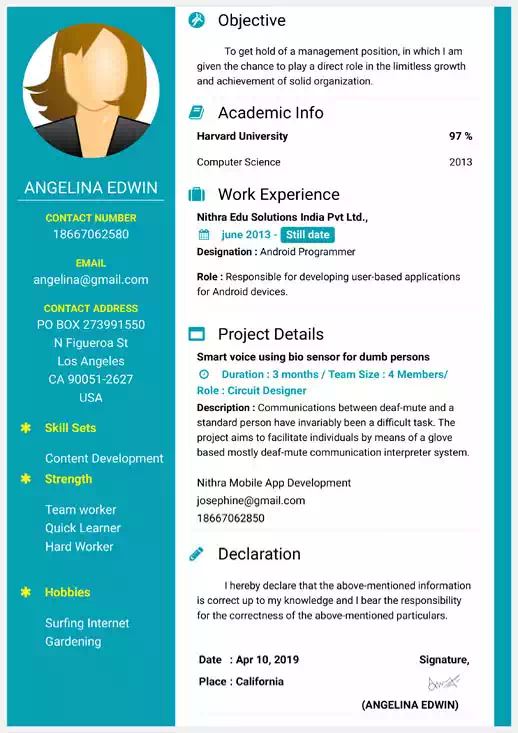 ANGELINA EDWIN
CONTACT NUMBER
18667062580
EMAIL
angelina@gmail.com
CONTACT ADDRESS
PO BOX 273991550
N Figueroa St
Los Angeles
CA 90051-2627
USA
Skill Sets
Content Development
Strength
Team worker
Quick Learner
Hard Worker
Hobbies
Surfing Internet
Gardening
Objective
To get hold of a management position, in which I am
given the chance to play a direct role in the limitless growth
and achievement of solid organization.
Academic Info
Harvard University 97 %
Computer Science 2013
Work Experience
Nithra Edu Solutions India Pvt Ltd.,
june 2013 - Still date
Designation : Android Programmer
Role : Responsible for developing user-based applications
for Android devices.
Project Details
Smart voice using bio sensor for dumb persons
Duration : 3 months / Team Size : 4 Members/
Role : Circuit Designer
Description : Communications between deaf-mute and a
standard person have invariably been a difficult task. The
project aims to facilitate individuals by means of a glove
based mostly deaf-mute communication interpreter system.
Nithra Mobile App Development
josephine@gmail.com
18667062850
Declaration
I hereby declare that the above-mentioned information
is correct up to my knowledge and I bear the responsibility
for the correctness of the above-mentioned particulars.
Date : Apr 10, 2019 Signature,
Place : California
(ANGELINA EDWIN)